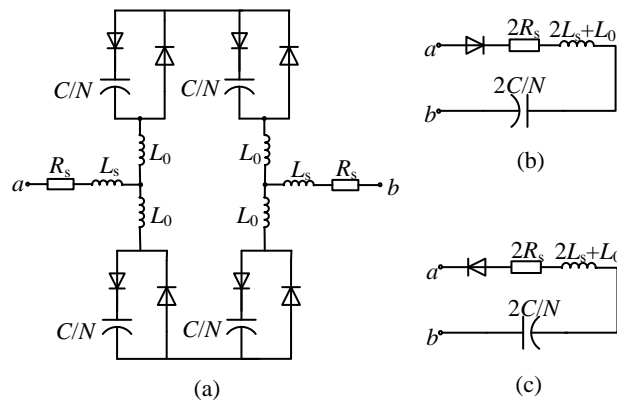 C/N
C/N
L₀
L₀
a
Rₛ
Lₛ
Lₛ
Rₛ
b
L₀
L₀
C/N
C/N
(a)
a
2Rₛ
2Lₛ+L₀
2C/N
b
(b)
a
2Rₛ
2Lₛ+L₀
2C/N
b
(c)